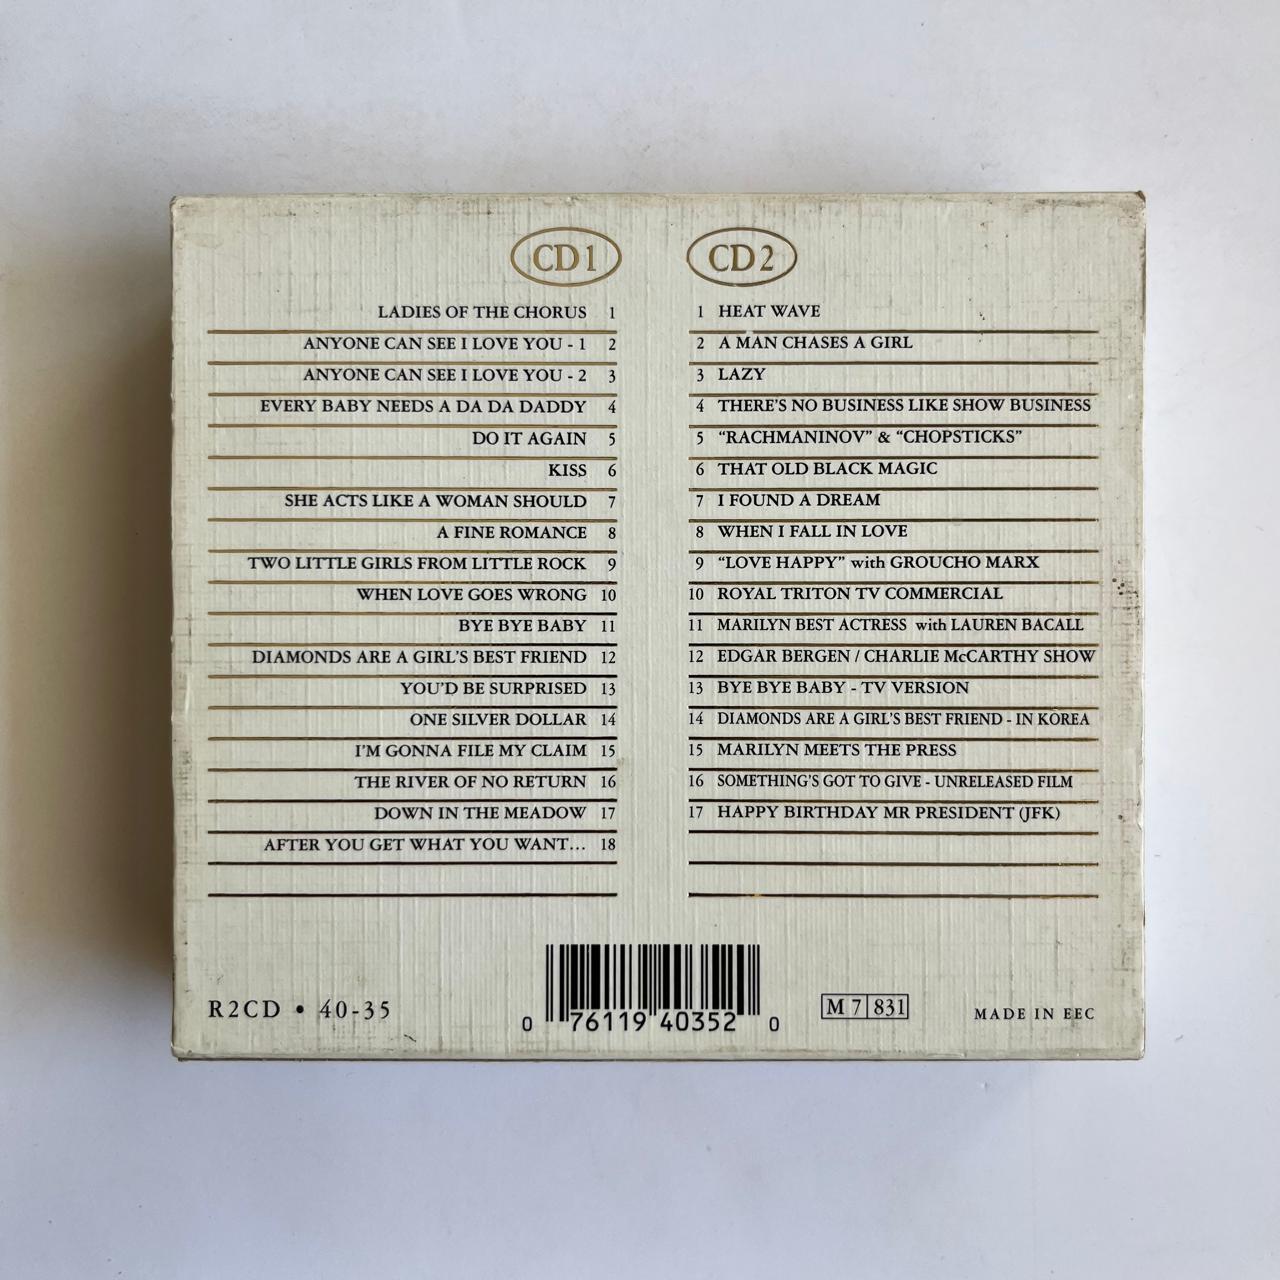 CD 1
LADIES OF THE CHORUS 1
ANYONE CAN SEE I LOVE YOU - 1 2
ANYONE CAN SEE I LOVE YOU - 2 3
EVERY BABY NEEDS A DA DA DADDY 4
DO IT AGAIN 5
KISS 6
SHE ACTS LIKE A WOMAN SHOULD 7
A FINE ROMANCE 8
TWO LITTLE GIRLS FROM LITTLE ROCK 9
WHEN LOVE GOES WRONG 10
BYE BYE BABY 11
DIAMONDS ARE A GIRL'S BEST FRIEND 12
YOU'D BE SURPRISED 13
ONE SILVER DOLLAR 14
I'M GONNA FILE MY CLAIM 15
THE RIVER OF NO RETURN 16
DOWN IN THE MEADOW 17
AFTER YOU GET WHAT YOU WANT... 18
CD 2
1 HEAT WAVE
2 A MAN CHASES A GIRL
3 LAZY
4 THERE'S NO BUSINESS LIKE SHOW BUSINESS
5 “RACHMANINOV” & “CHOPSTICKS”
6 THAT OLD BLACK MAGIC
7 I FOUND A DREAM
8 WHEN I FALL IN LOVE
9 “LOVE HAPPY” with GROUCHO MARX
10 ROYAL TRITON TV COMMERCIAL
11 MARILYN BEST ACTRESS with LAUREN BACALL
12 EDGAR BERGEN / CHARLIE McCARTHY SHOW
13 BYE BYE BABY - TV VERSION
14 DIAMONDS ARE A GIRL'S BEST FRIEND - IN KOREA
15 MARILYN MEETS THE PRESS
16 SOMETHING'S GOT TO GIVE - UNRELEASED FILM
17 HAPPY BIRTHDAY MR PRESIDENT (JFK)
R2CD • 40-35
0 76119 40352 0
M 7 831
MADE IN EEC